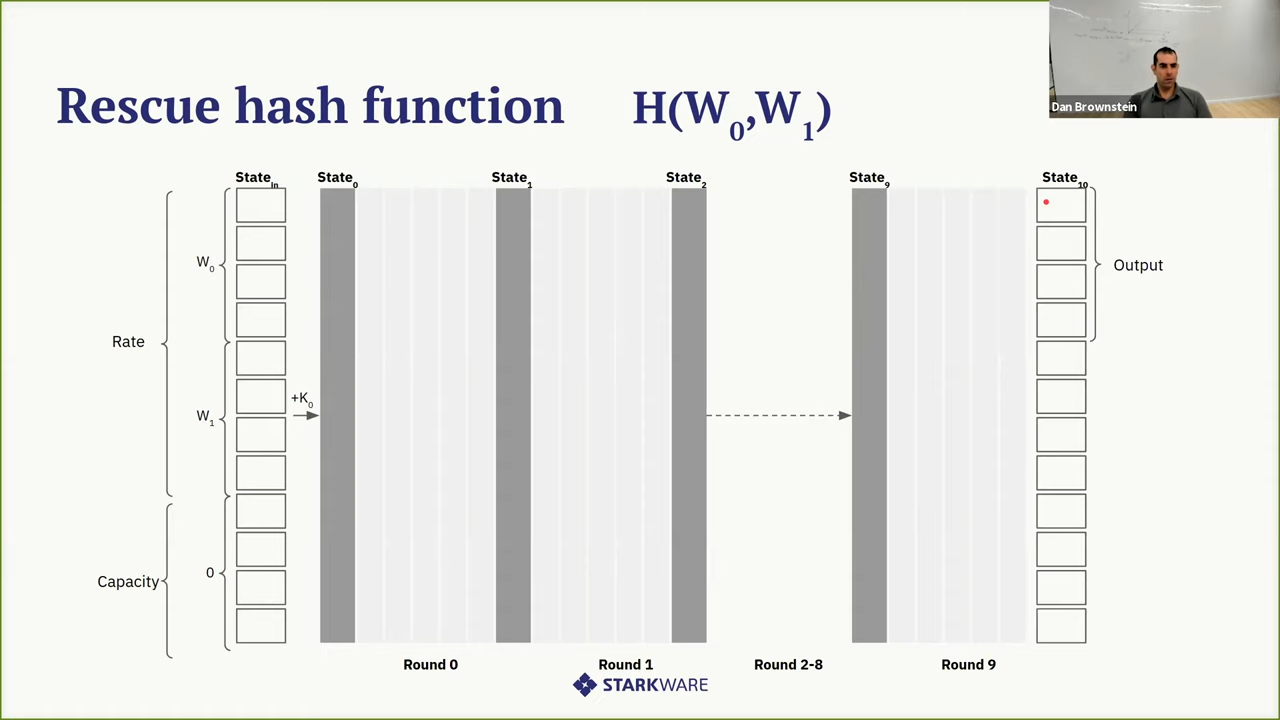 Rescue hash function H(W0,W1)
Dan Brownstein
StateIn State0 State1 State2 State9 State10
W0
Output
Rate
+K0
W1
0
Capacity
Round 0 Round 1 Round 2-8 Round 9
STARKWARE